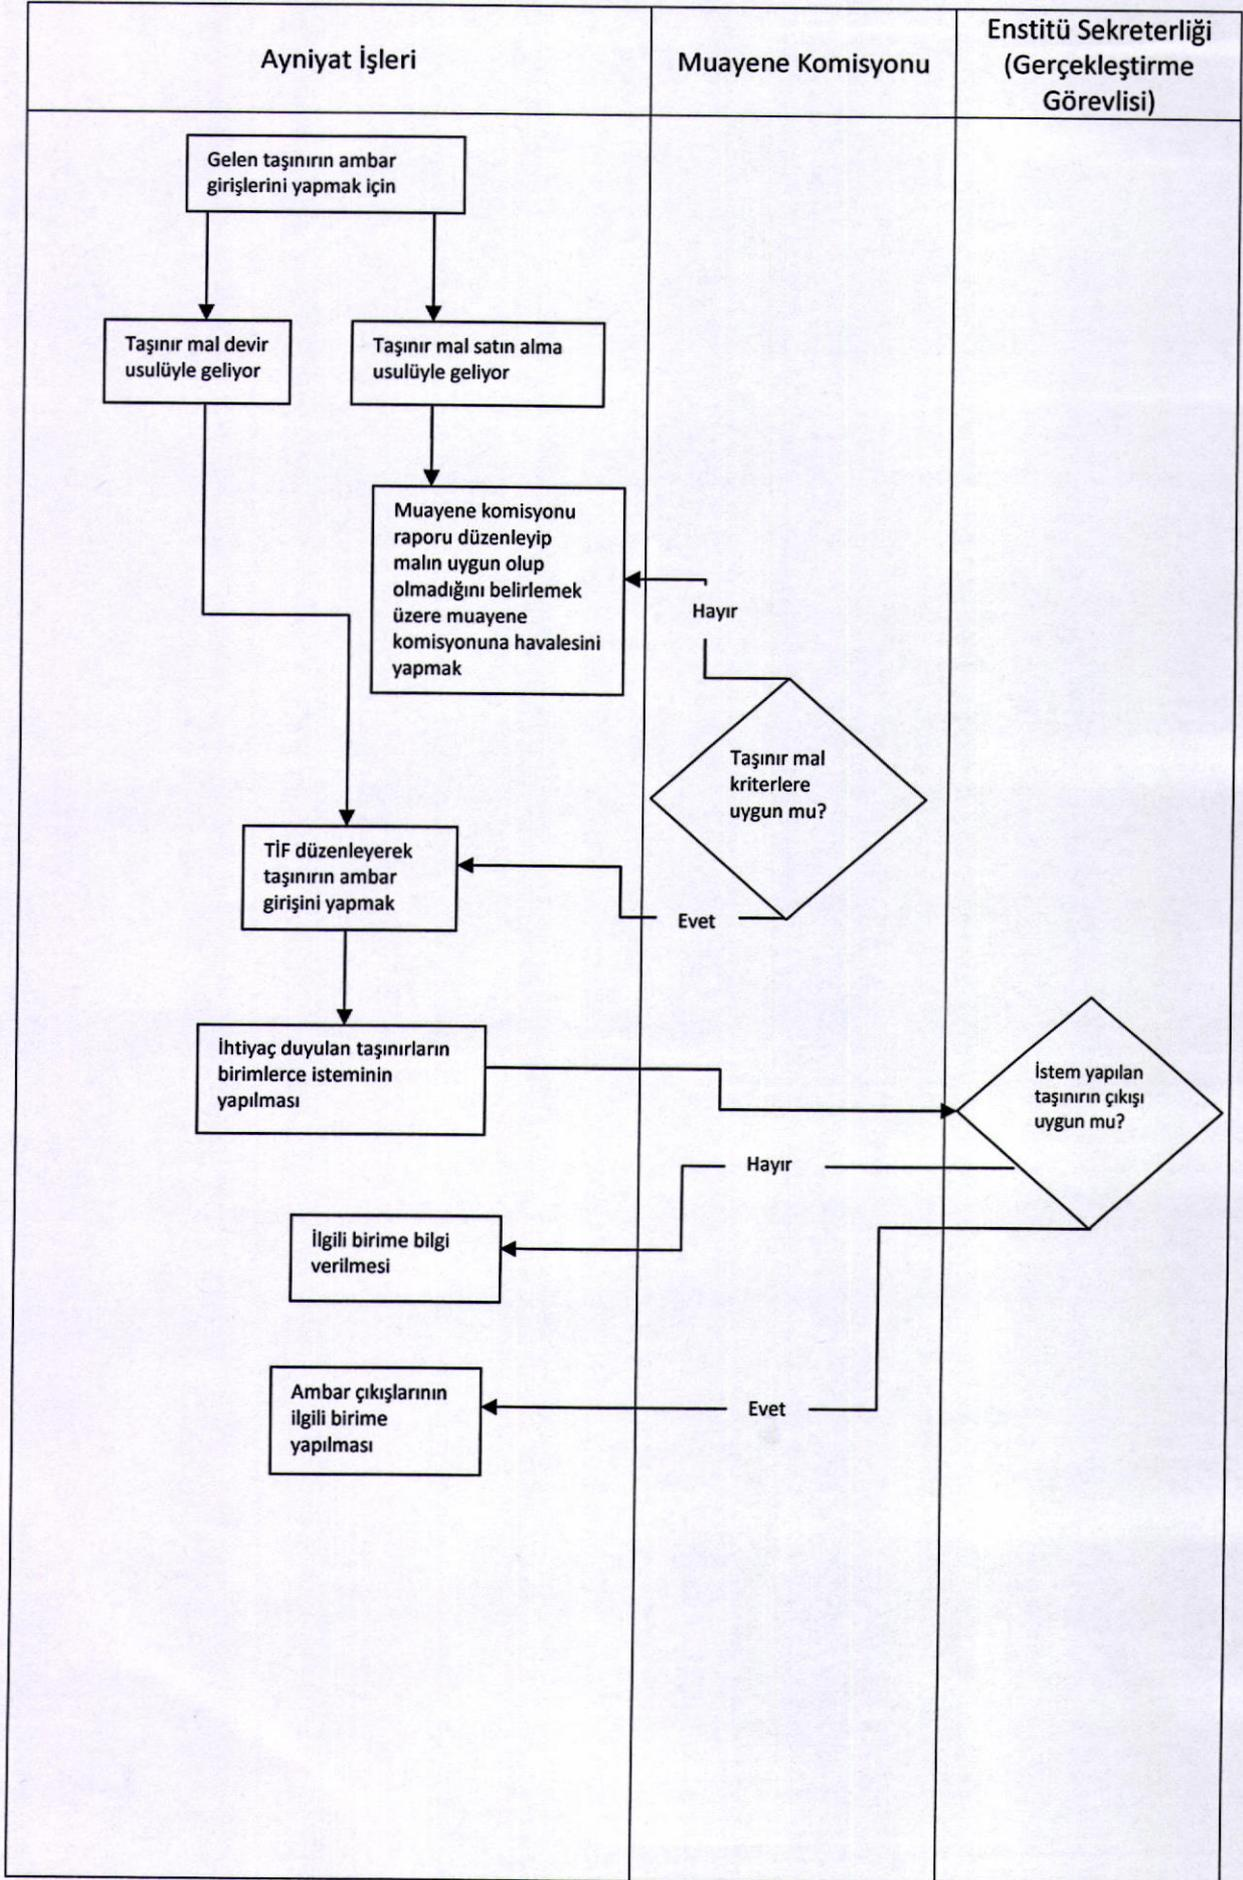 Ayniyat İşleri
Muayene Komisyonu
Enstitü Sekreterliği
(Gerçekleştirme
Görevlisi)
Gelen taşınırın ambar
girişlerini yapmak için
Taşınır mal devir
usulüyle geliyor
Taşınır mal satın alma
usulüyle geliyor
Muayene komisyonu
raporu düzenleyip
malın uygun olup
olmadığını belirlemek
üzere muayene
komisyonuna havalesini
yapmak
Hayır
Taşınır mal
kriterlere
uygun mu?
TİF düzenleyerek
taşınırın ambar
girişini yapmak
Evet
İhtiyaç duyulan taşınırların
birimlerce isteminin
yapılması
İstem yapılan
taşınırın çıkışı
uygun mu?
Hayır
İlgili birime bilgi
verilmesi
Ambar çıkışlarının
ilgili birime
yapılması
Evet